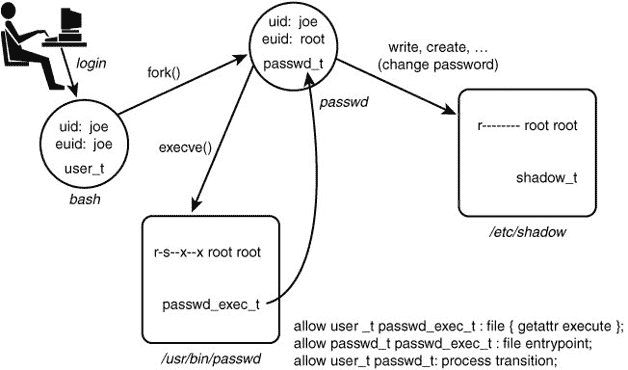 login
uid: joe
euid: joe
user_t
bash
fork()
uid: joe
euid: root
passwd_t
passwd
execve()
r-s--x--x root root
passwd_exec_t
/usr/bin/passwd
write, create, …
(change password)
r-------- root root
shadow_t
/etc/shadow
allow user _t passwd_exec_t : file { getattr execute };
allow passwd_t passwd_exec_t : file entrypoint;
allow user_t passwd_t: process transition;